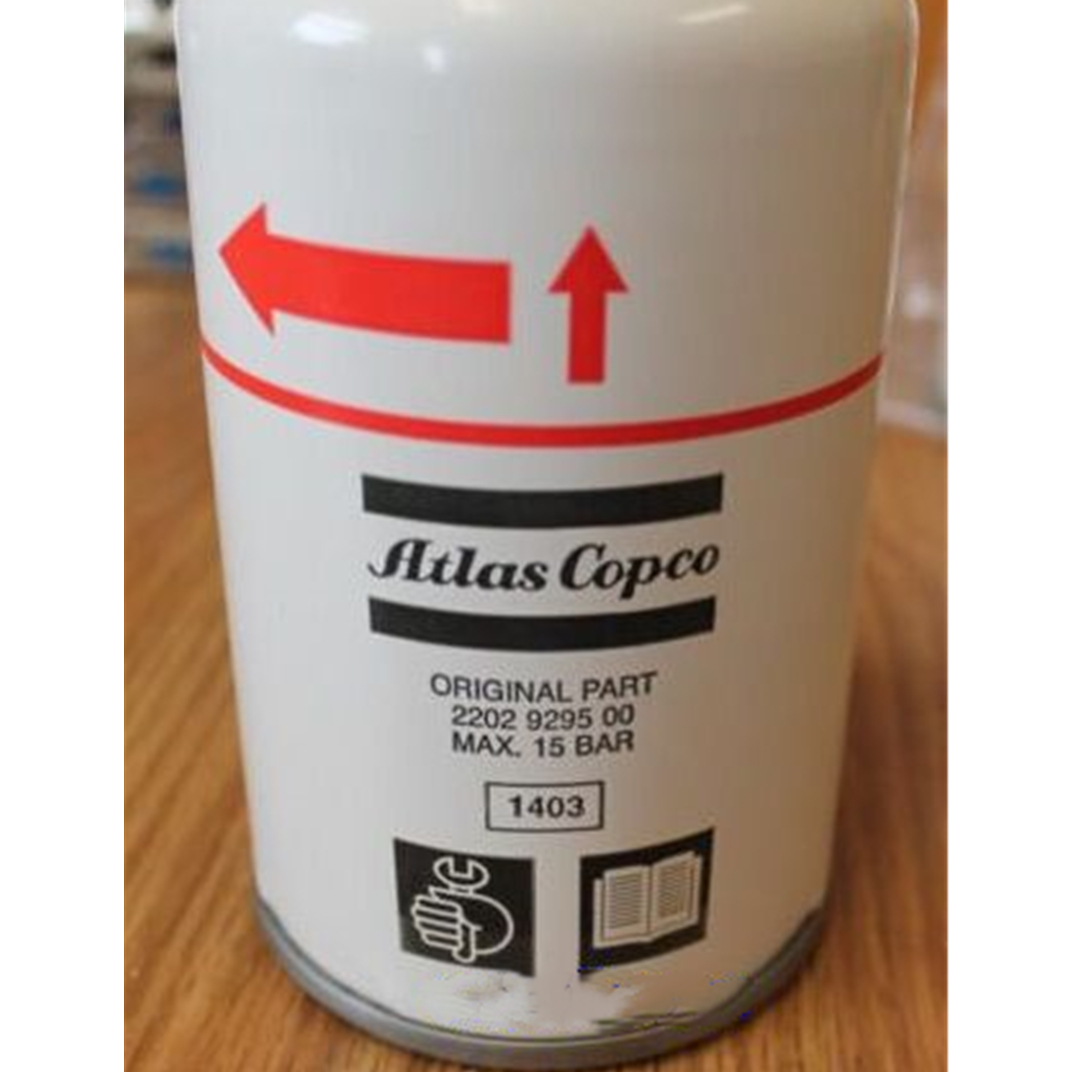 Atlas Copco
ORIGINAL PART
2202 9295 00
MAX. 15 BAR
1403